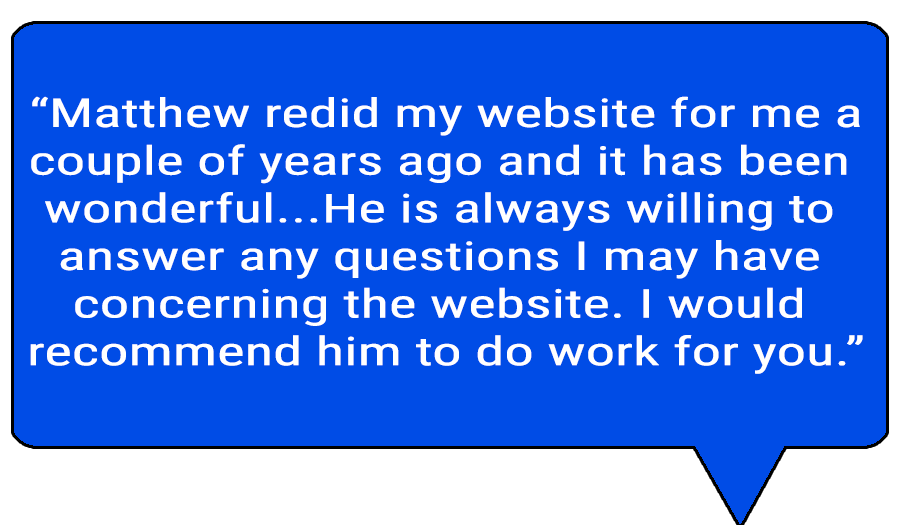 “Matthew redid my website for me a
couple of years ago and it has been
wonderful...He is always willing to
answer any questions I may have
concerning the website. I would
recommend him to do work for you.”